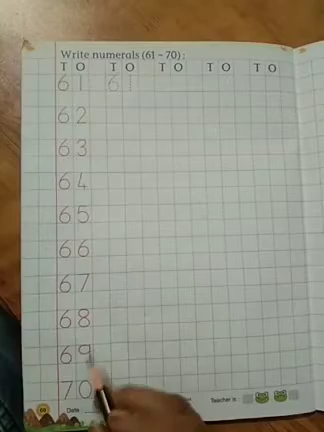 Write numerals (61 – 70) :
T O T O T O T O T O
61 61
62
63
64
65
66
67
68
69
70
Date
Teacher is :